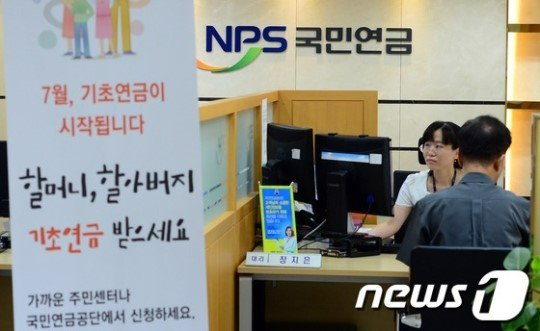 NPS 국민연금
7월, 기초연금이
시작됩니다
할머니, 할아버지
기초연금 받으세요
가까운 주민센터나
국민연금공단에서 신청하세요.
대리 장지은
news1